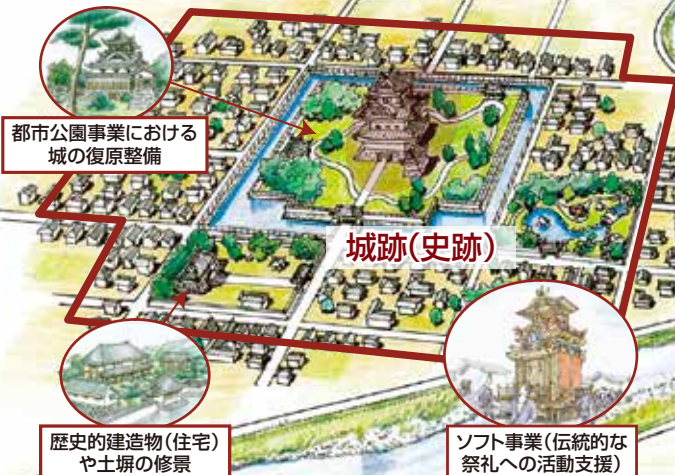 都市公園事業における
城の復原整備
城跡(史跡)
歴史的建造物(住宅)
や土塀の修景
ソフト事業(伝統的な
祭礼への活動支援)